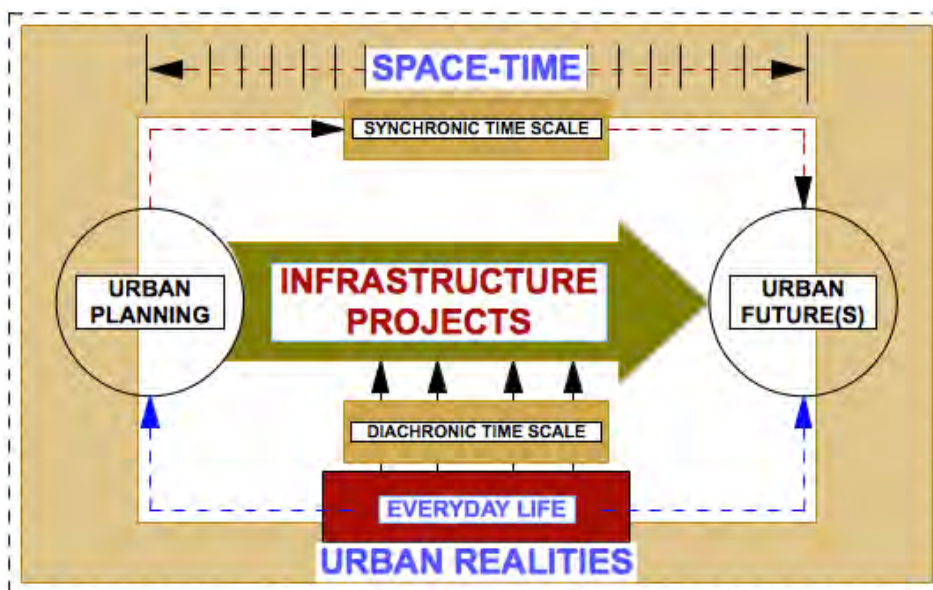 SPACE-TIME
SYNCHRONIC TIME SCALE
URBAN
PLANNING
INFRASTRUCTURE
PROJECTS
URBAN
FUTURE(S)
DIACHRONIC TIME SCALE
EVERYDAY LIFE
URBAN REALITIES